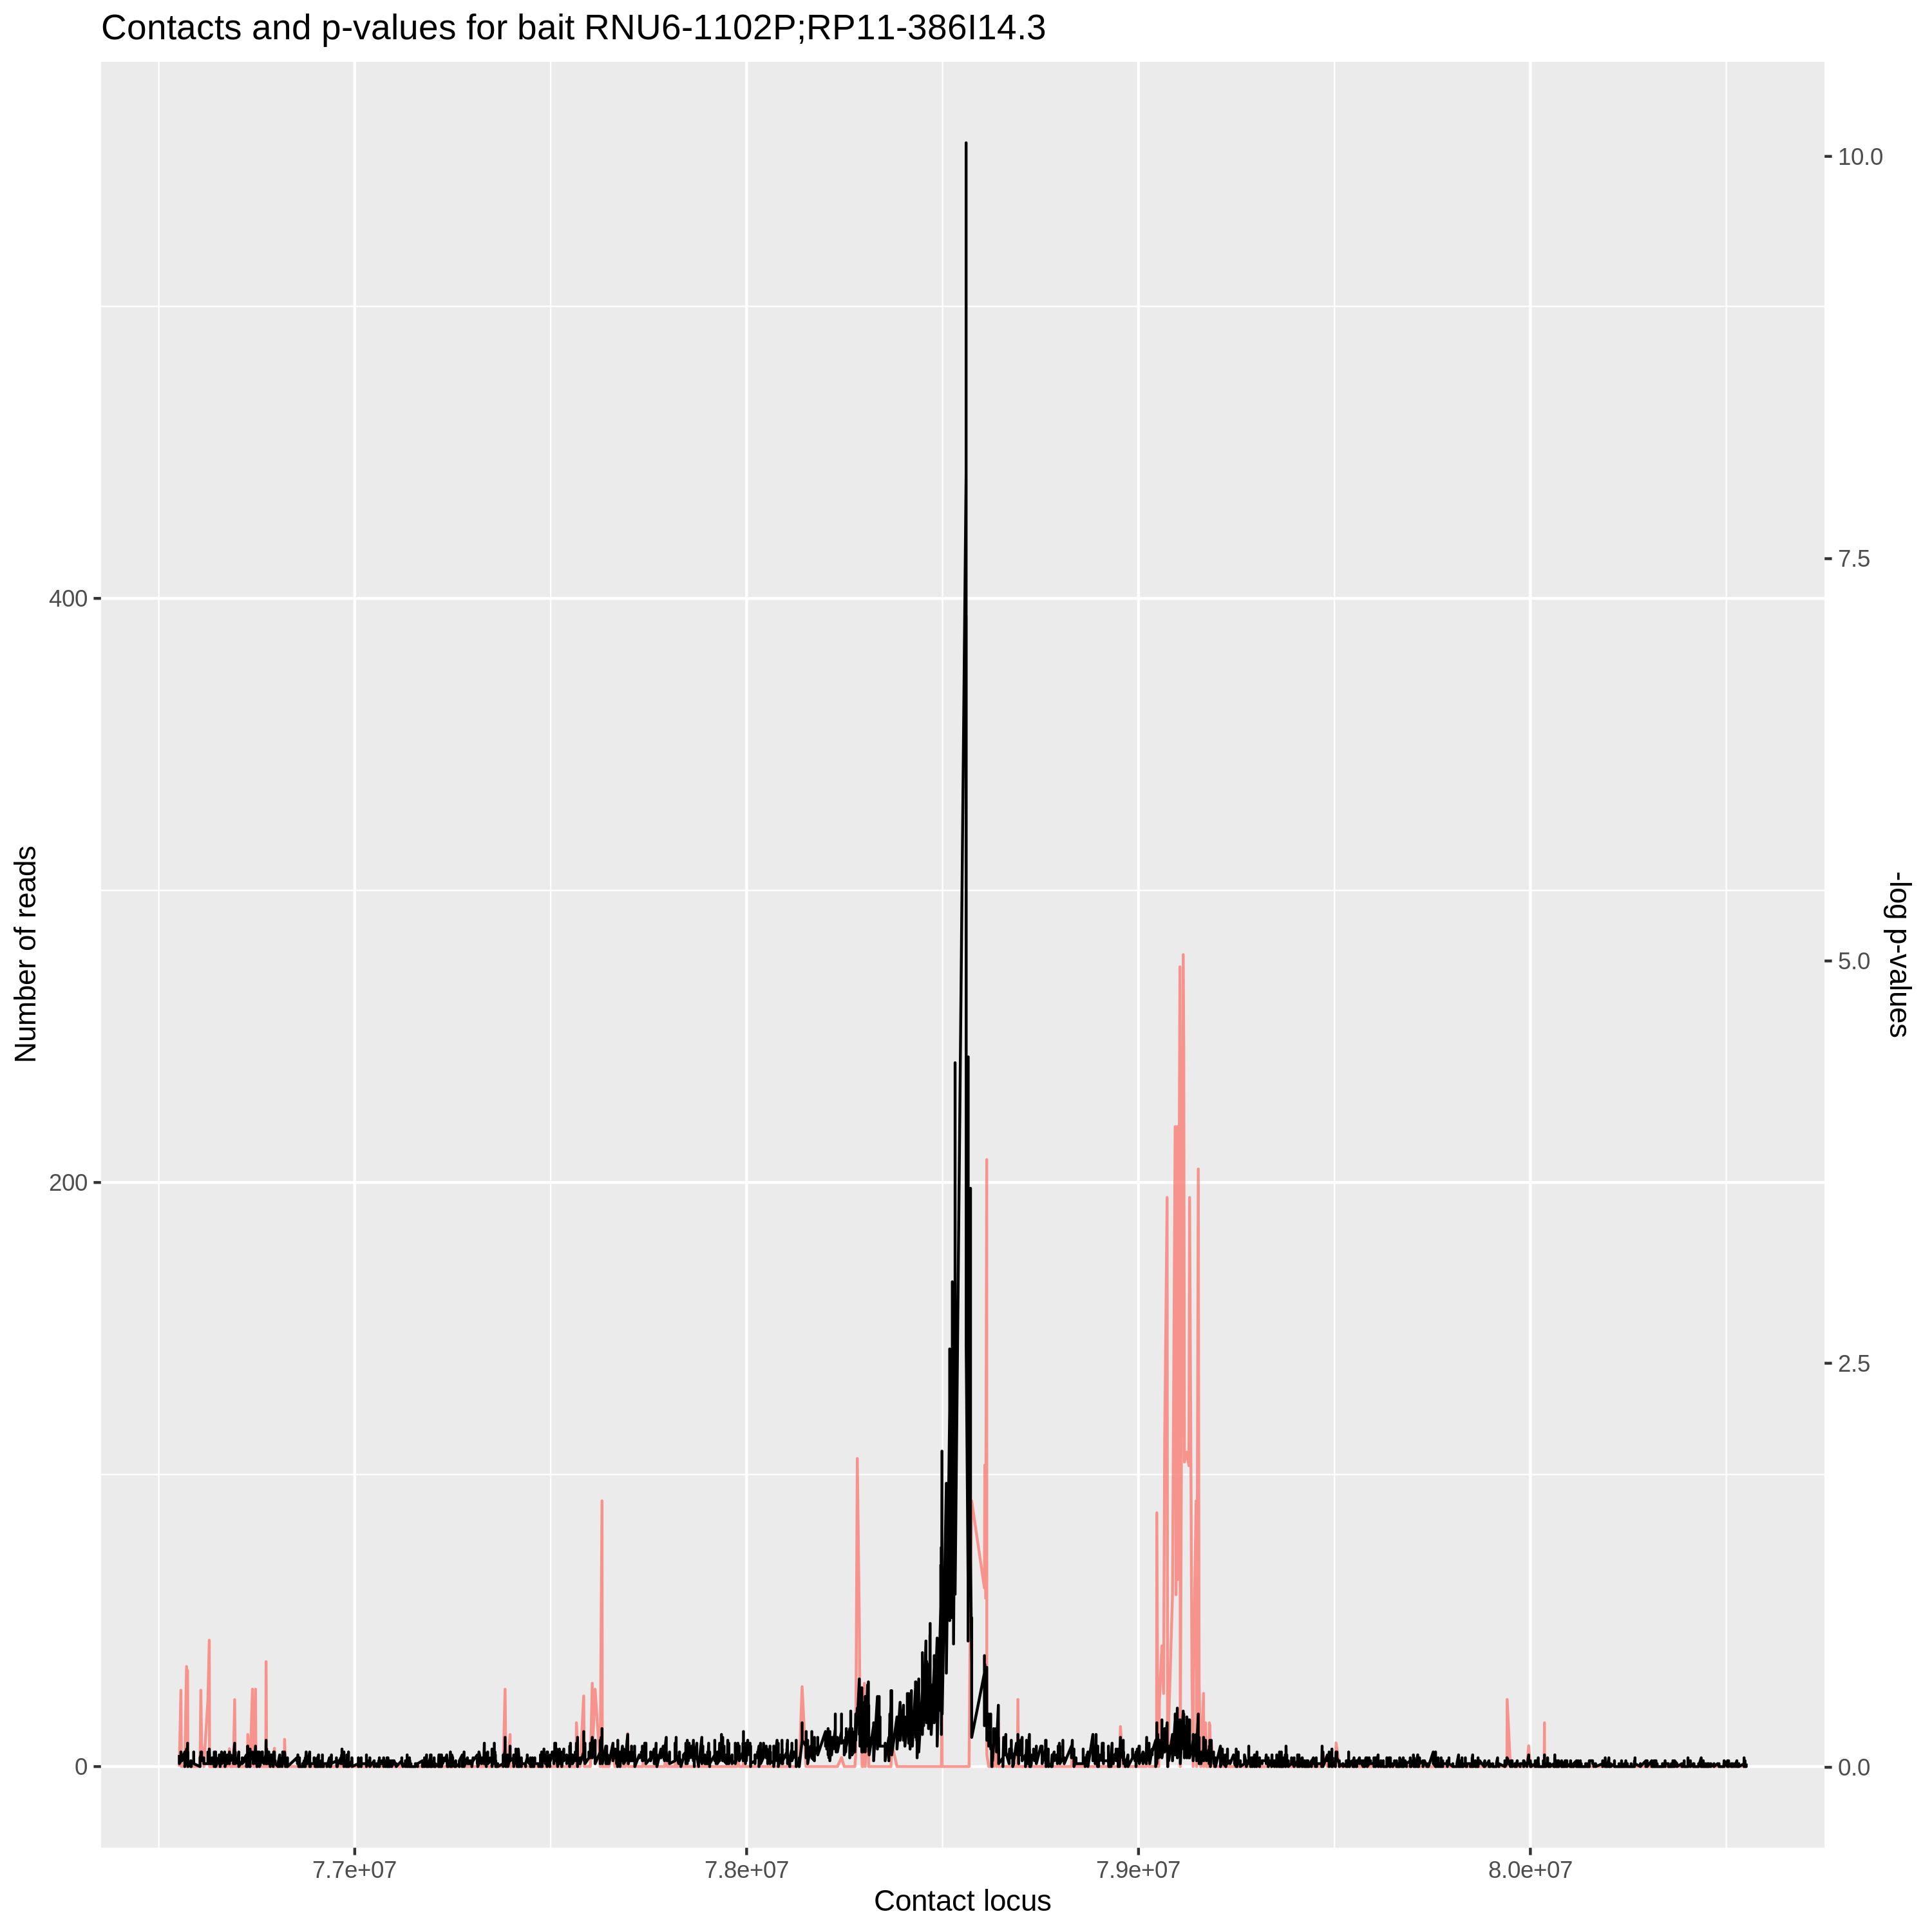 Contacts and p-values for bait RNU6-1102P;RP11-386I14.3
10.0
7.5
400
Number of reads
-log p-values
5.0
200
2.5
0
0.0
7.7e+07 7.8e+07 7.9e+07 8.0e+07
Contact locus